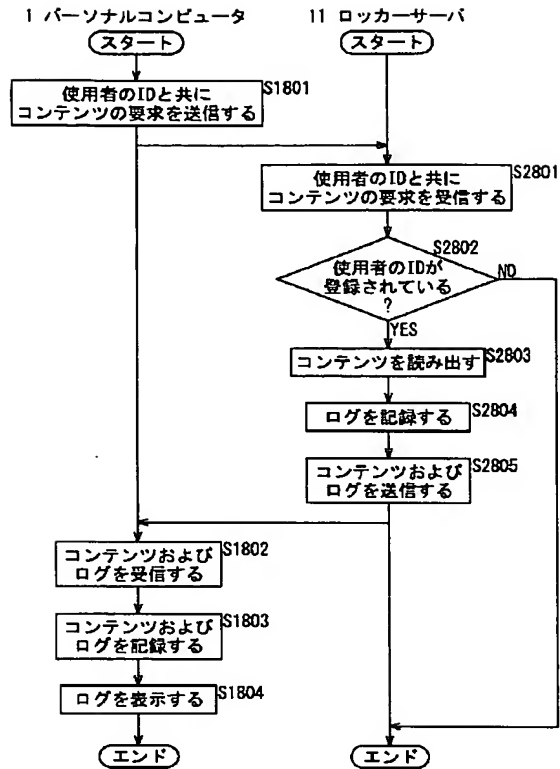 1 パーソナルコンピュータ
11 ロッカーサーバ
スタート
スタート
使用者のIDと共に
コンテンツの要求を送信する
S1801
使用者のIDと共に
コンテンツの要求を受信する
S2801
使用者のIDが
登録されている
?
S2802
NO
YES
コンテンツを読み出す
S2803
ログを記録する
S2804
コンテンツおよび
ログを送信する
S2805
コンテンツおよび
ログを受信する
S1802
コンテンツおよび
ログを記録する
S1803
ログを表示する
S1804
エンド
エンド